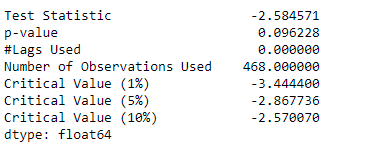 Test Statistic -2.584571
p-value 0.096228
#Lags Used 0.000000
Number of Observations Used 468.000000
Critical Value (1%) -3.444400
Critical Value (5%) -2.867736
Critical Value (10%) -2.570070
dtype: float64